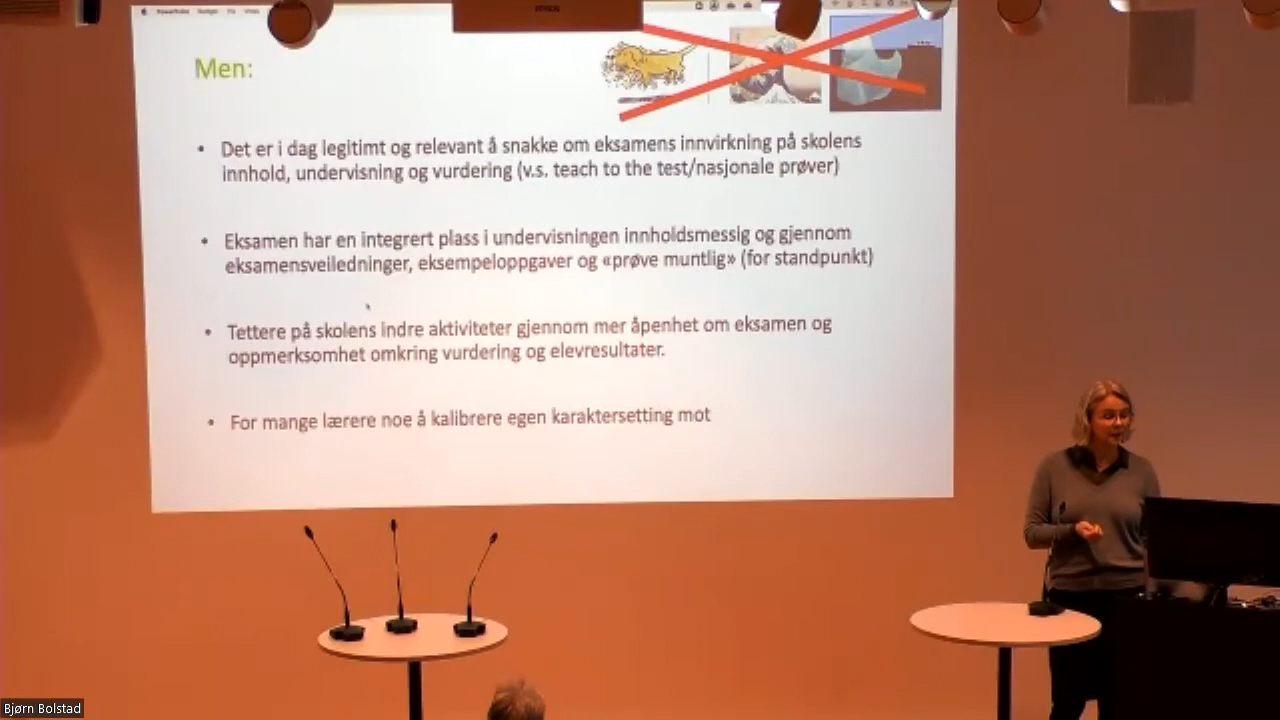 EPSON
Men:
• Det er i dag legitimt og relevant å snakke om eksamens innvirkning på skolens
innhold, undervisning og vurdering (v.s. teach to the test/nasjonale prøver)
• Eksamen har en integrert plass i undervisningen innholdsmessig og gjennom
eksamensveiledninger, eksempeloppgaver og «prøve muntlig» (for standpunkt)
• Tettere på skolens indre aktiviteter gjennom mer åpenhet om eksamen og
oppmerksomhet omkring vurdering og elevresultater.
• For mange lærere noe å kalibrere egen karaktersetting mot
Bjørn Bolstad